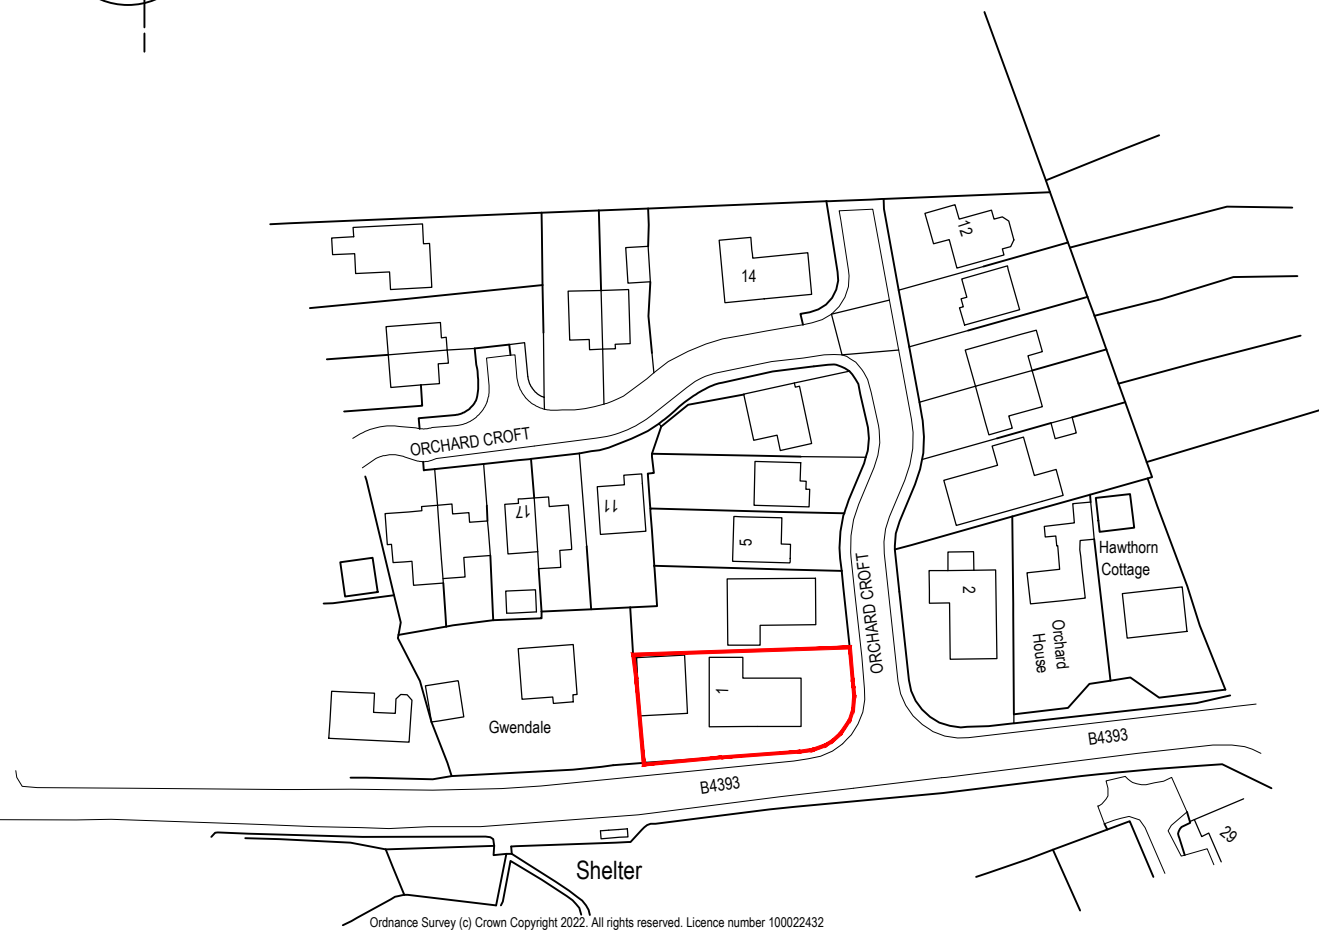 12
14
ORCHARD CROFT
17
11
5
Hawthorn
Cottage
ORCHARD CROFT
2
Orchard
House
1
Gwendale
B4393
B4393
29
Shelter
Ordnance Survey (c) Crown Copyright 2022. All rights reserved. Licence number 100022432